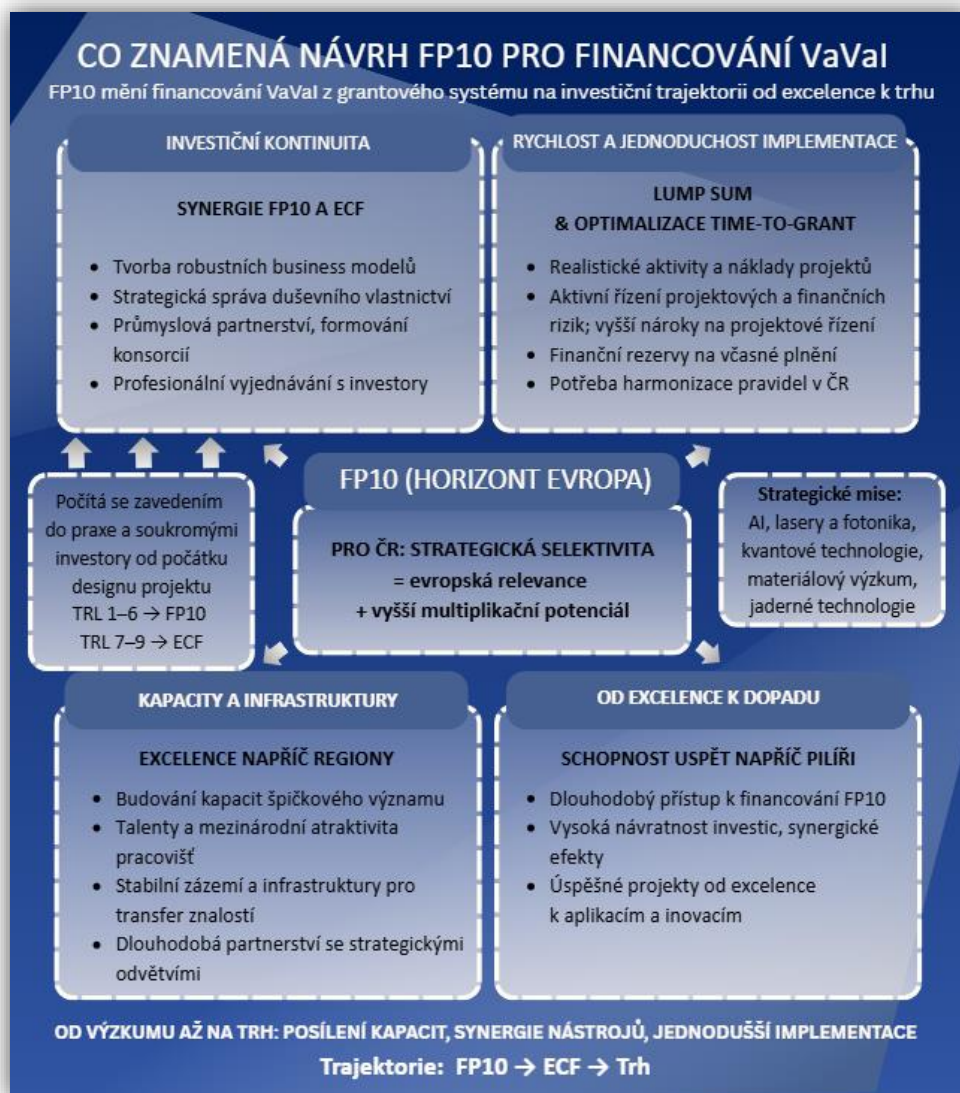 CO ZNAMENÁ NÁVRH FP10 PRO FINANCOVÁNÍ VaVaI
FP10 mění financování VaVaI z grantového systému na investiční trajektorii od excelence k trhu
INVESTIČNÍ KONTINUITA
SYNERGIE FP10 A ECF
• Tvorba robustních business modelů
• Strategická správa duševního vlastnictví
• Průmyslová partnerství, formování
konsorcií
• Profesionální vyjednávání s investory
RYCHLOST A JEDNODUCHOST IMPLEMENTACE
LUMP SUM
& OPTIMALIZACE TIME-TO-GRANT
• Realistické aktivity a náklady projektů
• Aktivní řízení projektových a finančních
rizik; vyšší nároky na projektové řízení
• Finanční rezervy na včasné plnění
• Potřeba harmonizace pravidel v ČR
Počítá se zavedením
do praxe a soukromými
investory od počátku
designu projektu
TRL 1–6 → FP10
TRL 7–9 → ECF
FP10 (HORIZONT EVROPA)
PRO ČR: STRATEGICKÁ SELEKTIVITA
= evropská relevance
+ vyšší multiplikační potenciál
Strategické mise:
AI, lasery a fotonika,
kvantové technologie,
materiálový výzkum,
jaderné technologie
KAPACITY A INFRASTRUKTURY
EXCELENCE NAPŘÍČ REGIONY
• Budování kapacit špičkového významu
• Talenty a mezinárodní atraktivita
pracovišť
• Stabilní zázemí a infrastruktury pro
transfer znalostí
• Dlouhodobá partnerství se strategickými
odvětvími
OD EXCELENCE K DOPADU
SCHOPNOST USPĚT NAPŘÍČ PILÍŘI
• Dlouhodobý přístup k financování FP10
• Vysoká návratnost investic, synergické
efekty
• Úspěšné projekty od excelence
k aplikacím a inovacím
OD VÝZKUMU AŽ NA TRH: POSÍLENÍ KAPACIT, SYNERGIE NÁSTROJŮ, JEDNODUŠŠÍ IMPLEMENTACE
Trajektorie: FP10 → ECF → Trh